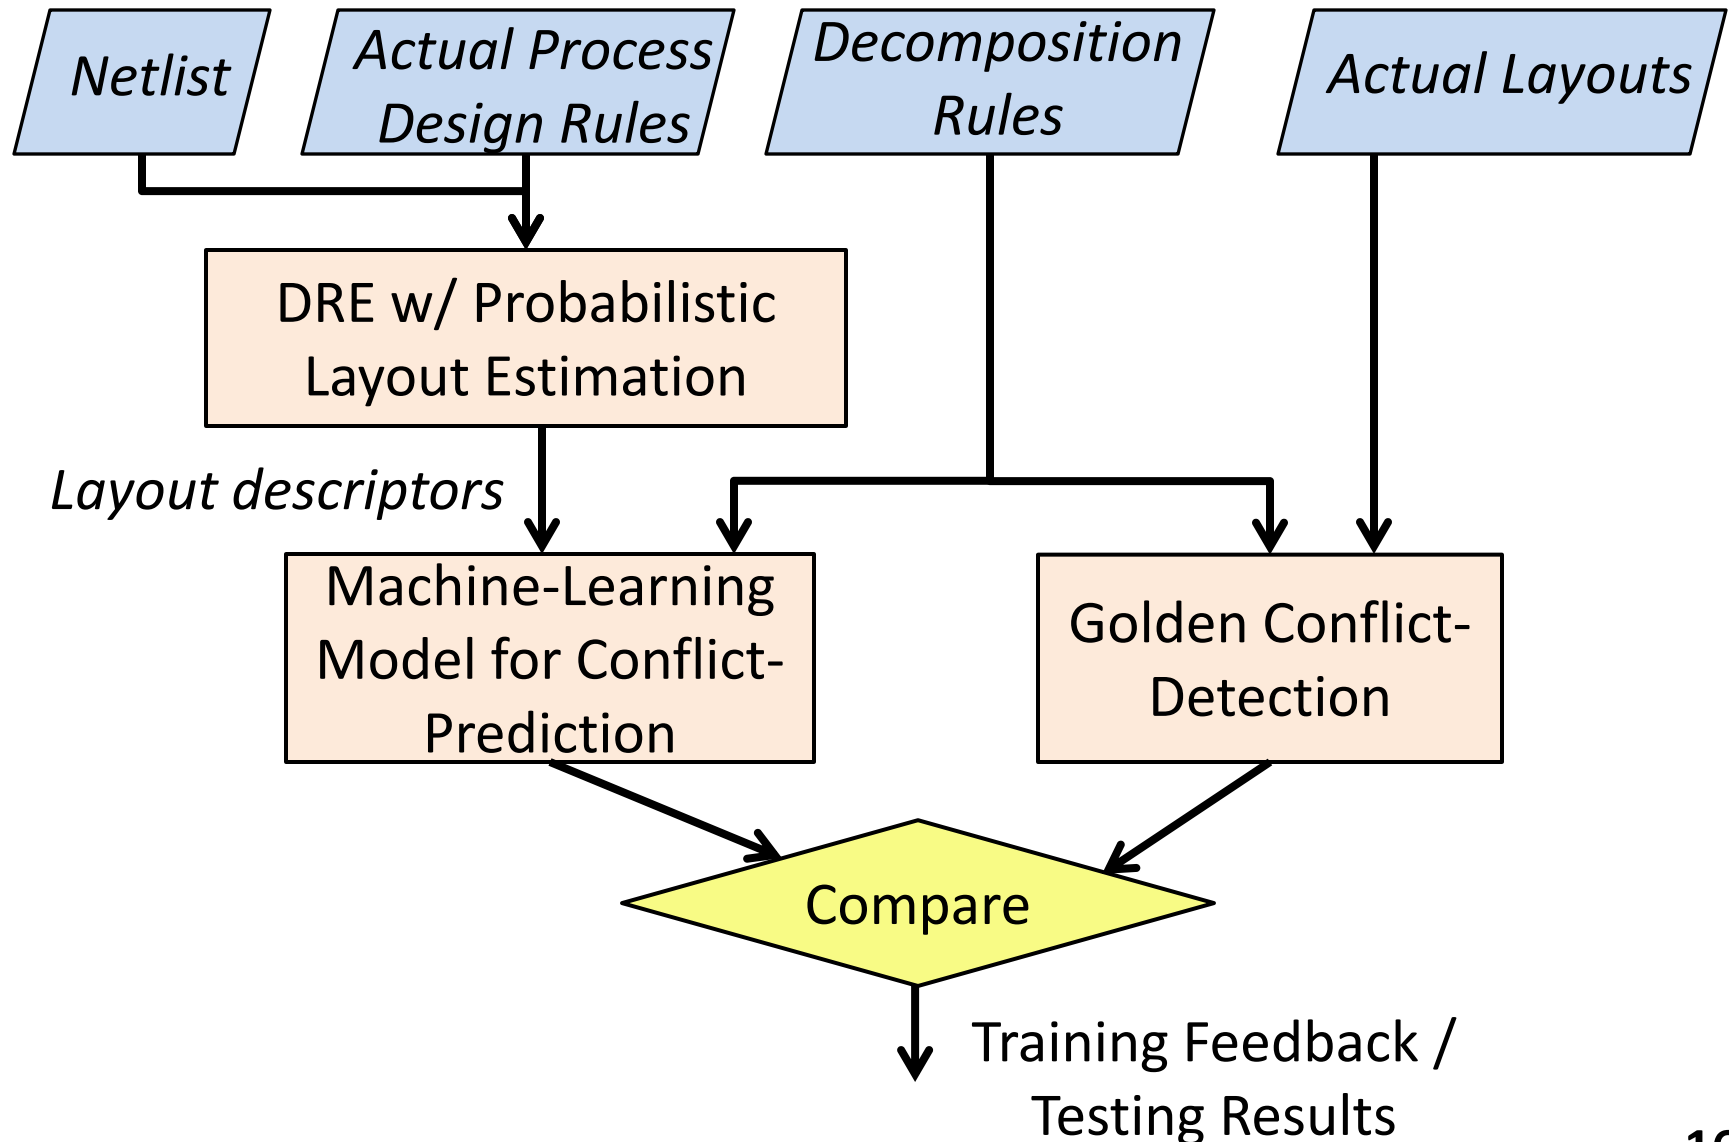 Netlist
Actual Process
Design Rules
Decomposition
Rules
Actual Layouts
DRE w/ Probabilistic
Layout Estimation
Layout descriptors
Machine-Learning
Model for Conflict-
Prediction
Golden Conflict-
Detection
Compare
Training Feedback /
Testing Results